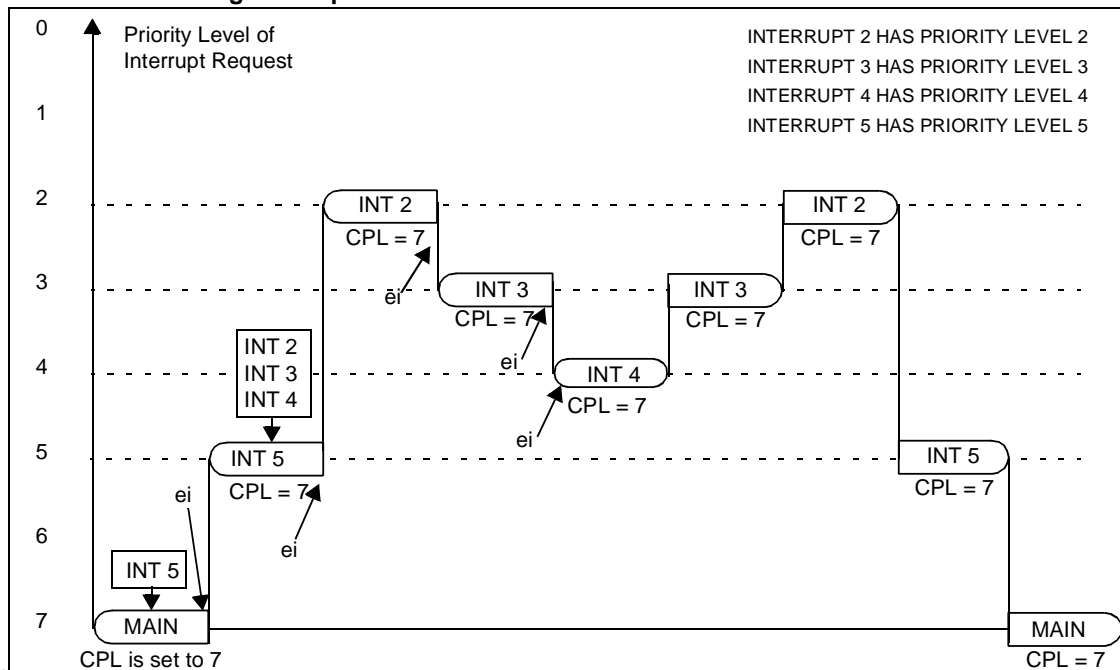 0
Priority Level of
Interrupt Request
INTERRUPT 2 HAS PRIORITY LEVEL 2
INTERRUPT 3 HAS PRIORITY LEVEL 3
INTERRUPT 4 HAS PRIORITY LEVEL 4
INTERRUPT 5 HAS PRIORITY LEVEL 5
1
2
INT 2
CPL = 7
INT 2
CPL = 7
ei
3
INT 3
CPL = 7
INT 3
CPL = 7
ei
INT 2
INT 3
INT 4
4
INT 4
CPL = 7
ei
5
INT 5
CPL = 7
INT 5
CPL = 7
ei
ei
6
INT 5
7
MAIN
CPL is set to 7
MAIN
CPL = 7